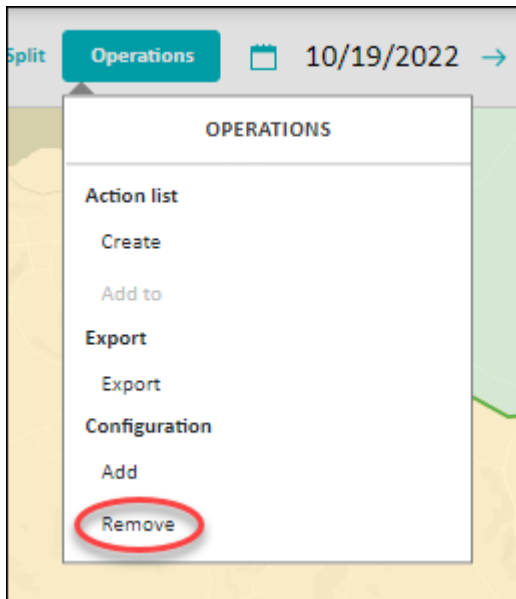 Split Operations 10/19/2022 →
OPERATIONS
Action list
Create
Add to
Export
Export
Configuration
Add
Remove